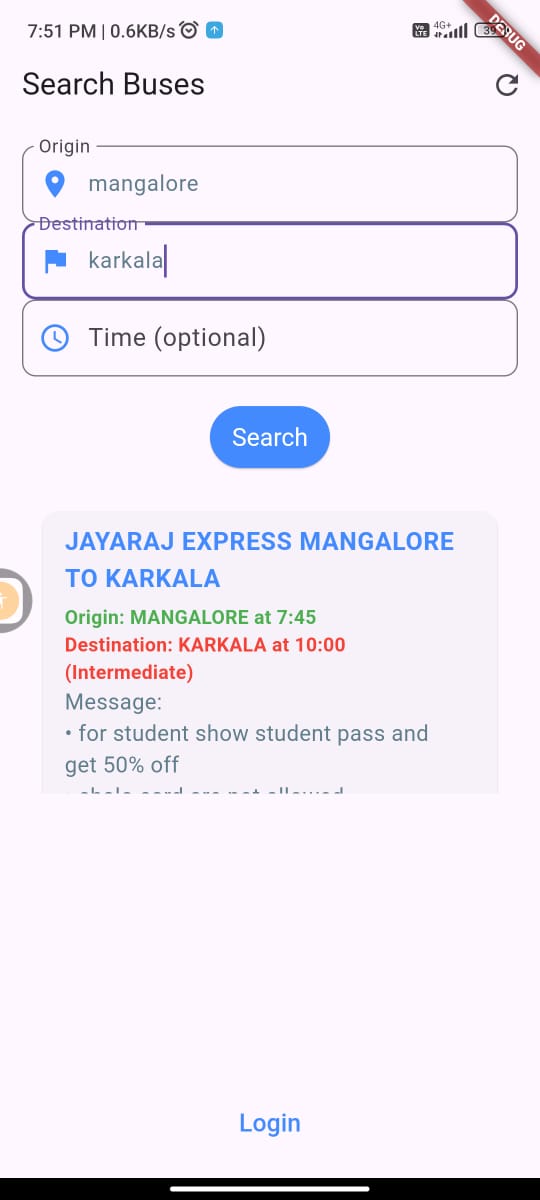 7:51 PM | 0.6KB/s
Vo LTE 4G+
DEBUG
Search Buses
Origin
mangalore
Destination
karkala
Time (optional)
Search
JAYARAJ EXPRESS MANGALORE
TO KARKALA
Origin: MANGALORE at 7:45
Destination: KARKALA at 10:00
(Intermediate)
Message:
• for student show student pass and
get 50% off
Login